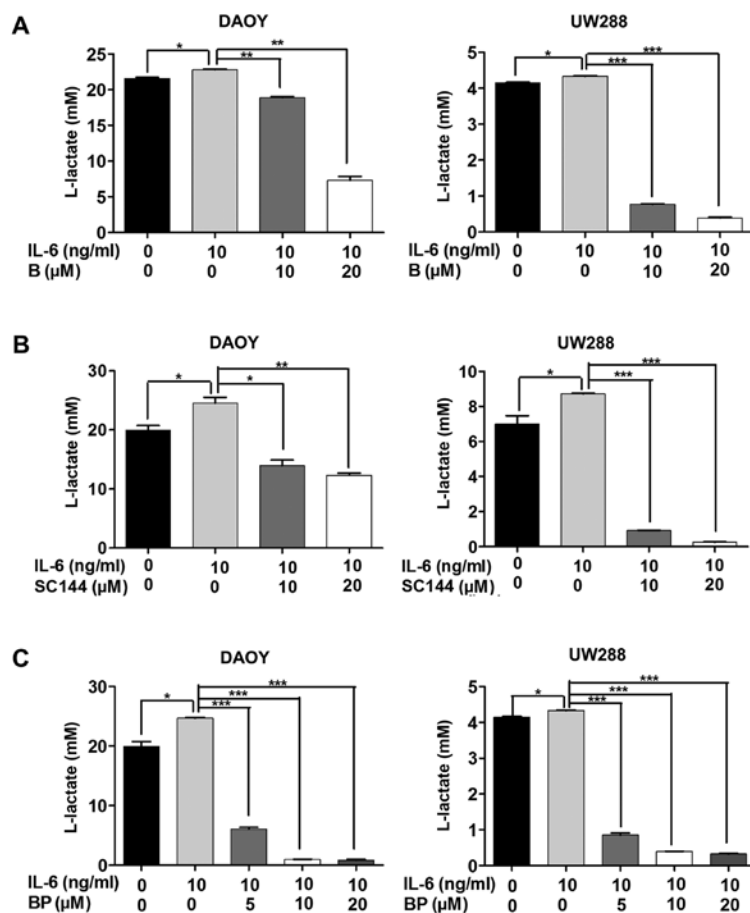 A
DAOY
UW288
* ** **
* *** ***
L-lactate (mM)
25
20
15
10
5
0
L-lactate (mM)
5
4
3
2
1
0
IL-6 (ng/ml) 0 10 10 10
B (µM) 0 0 10 20
IL-6 (ng/ml) 0 10 10 10
B (µM) 0 0 10 20
B
DAOY
UW288
* * **
* *** ***
L-lactate (mM)
30
20
10
0
L-lactate (mM)
10
8
6
4
2
0
IL-6 (ng/ml) 0 10 10 10
SC144 (µM) 0 0 10 20
IL-6 (ng/ml) 0 10 10 10
SC144 (µM) 0 0 10 20
C
DAOY
UW288
* *** *** ***
* *** *** ***
L-lactate (mM)
30
20
10
0
L-lactate (mM)
5
4
3
2
1
0
IL-6 (ng/ml) 0 10 10 10 10
BP (µM) 0 0 5 10 20
IL-6 (ng/ml) 0 10 10 10 10
BP (µM) 0 0 5 10 20